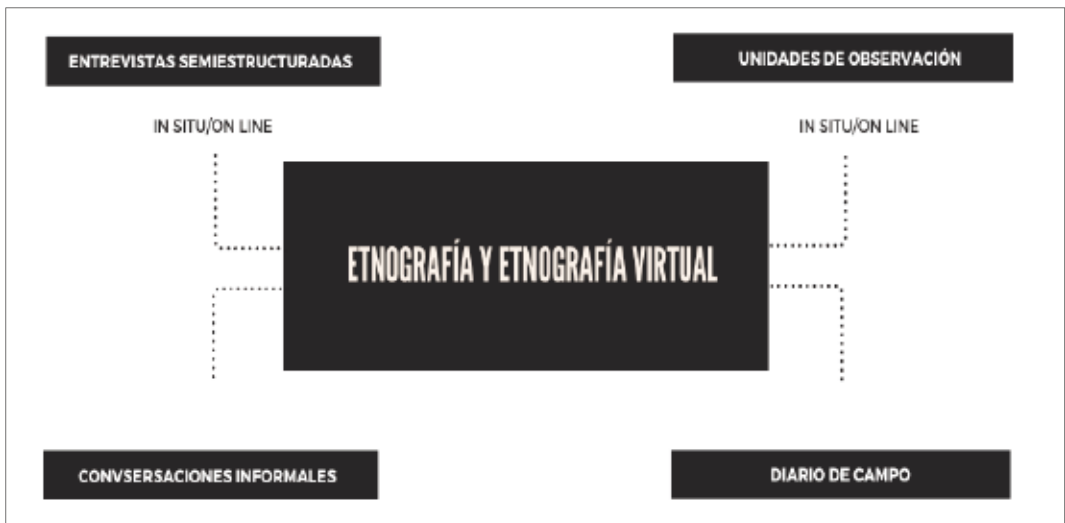 ENTREVISTAS SEMIESTRUCTURADAS
UNIDADES DE OBSERVACIÓN
IN SITU/ON LINE
IN SITU/ON LINE
ETNOGRAFÍA Y ETNOGRAFÍA VIRTUAL
CONVSERSACIONES INFORMALES
DIARIO DE CAMPO